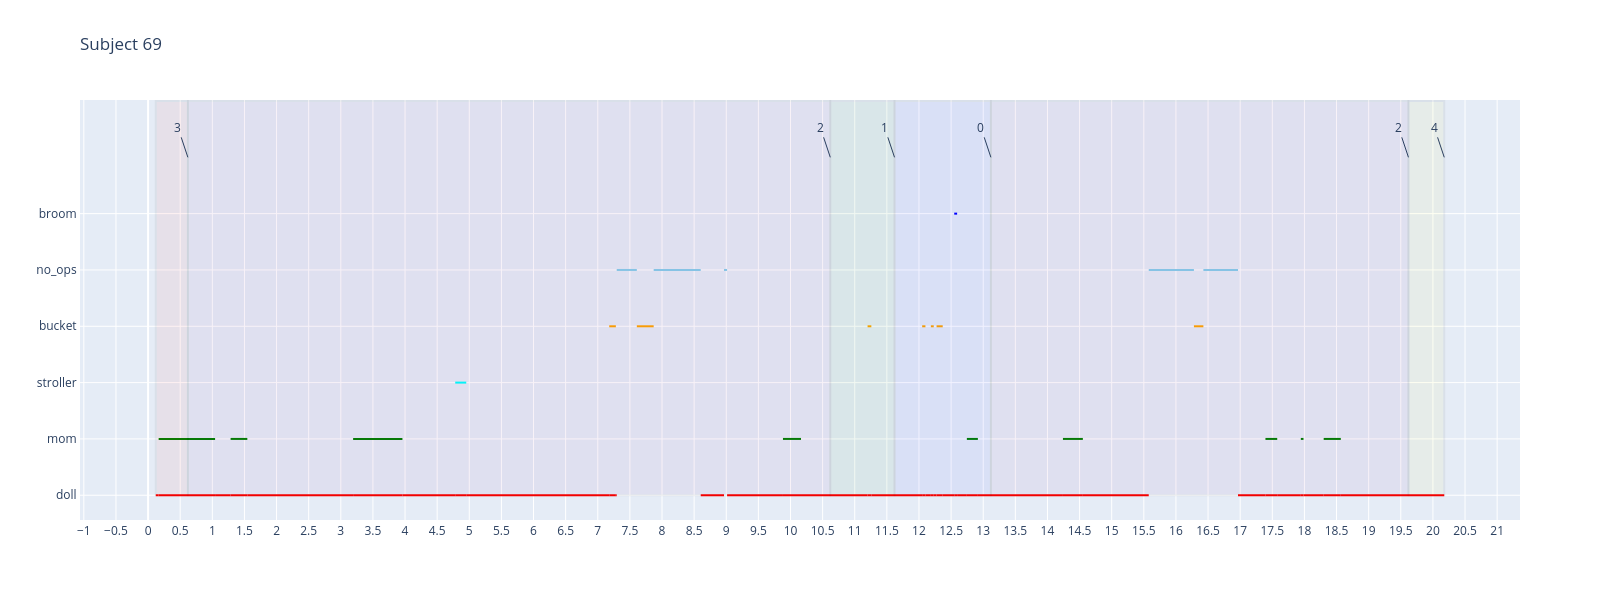 Subject 69
3 2 1 0 2 4
broom
no_ops
bucket
stroller
mom
doll
−1 −0.5 0 0.5 1 1.5 2 2.5 3 3.5 4 4.5 5 5.5 6 6.5 7 7.5 8 8.5 9 9.5 10 10.5 11 11.5 12 12.5 13 13.5 14 14.5 15 15.5 16 16.5 17 17.5 18 18.5 19 19.5 20 20.5 21